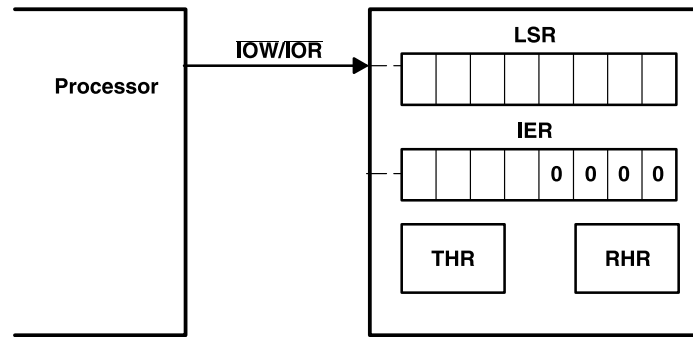 LSR
IOW/IOR
Processor
IER
0 0 0 0
THR RHR